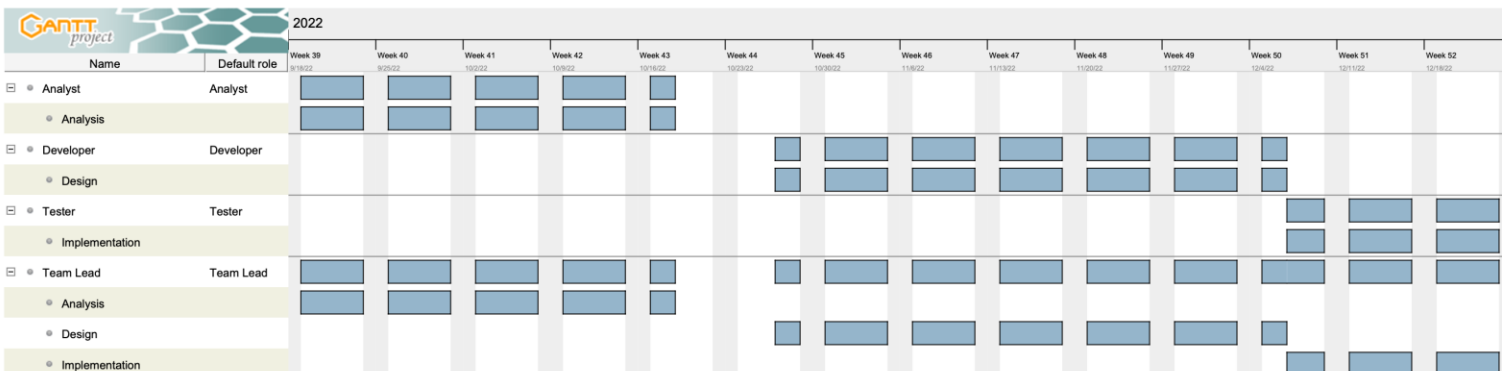 GANTT
project
2022
Name Default role
Week 39 Week 40 Week 41 Week 42 Week 43 Week 44 Week 45 Week 46 Week 47 Week 48 Week 49 Week 50 Week 51 Week 52
9/18/22 9/25/22 10/2/22 10/9/22 10/16/22 10/23/22 10/30/22 11/6/22 11/13/22 11/20/22 11/27/22 12/4/22 12/11/22 12/18/22
Analyst Analyst
Analysis
Developer Developer
Design
Tester Tester
Implementation
Team Lead Team Lead
Analysis
Design
Implementation